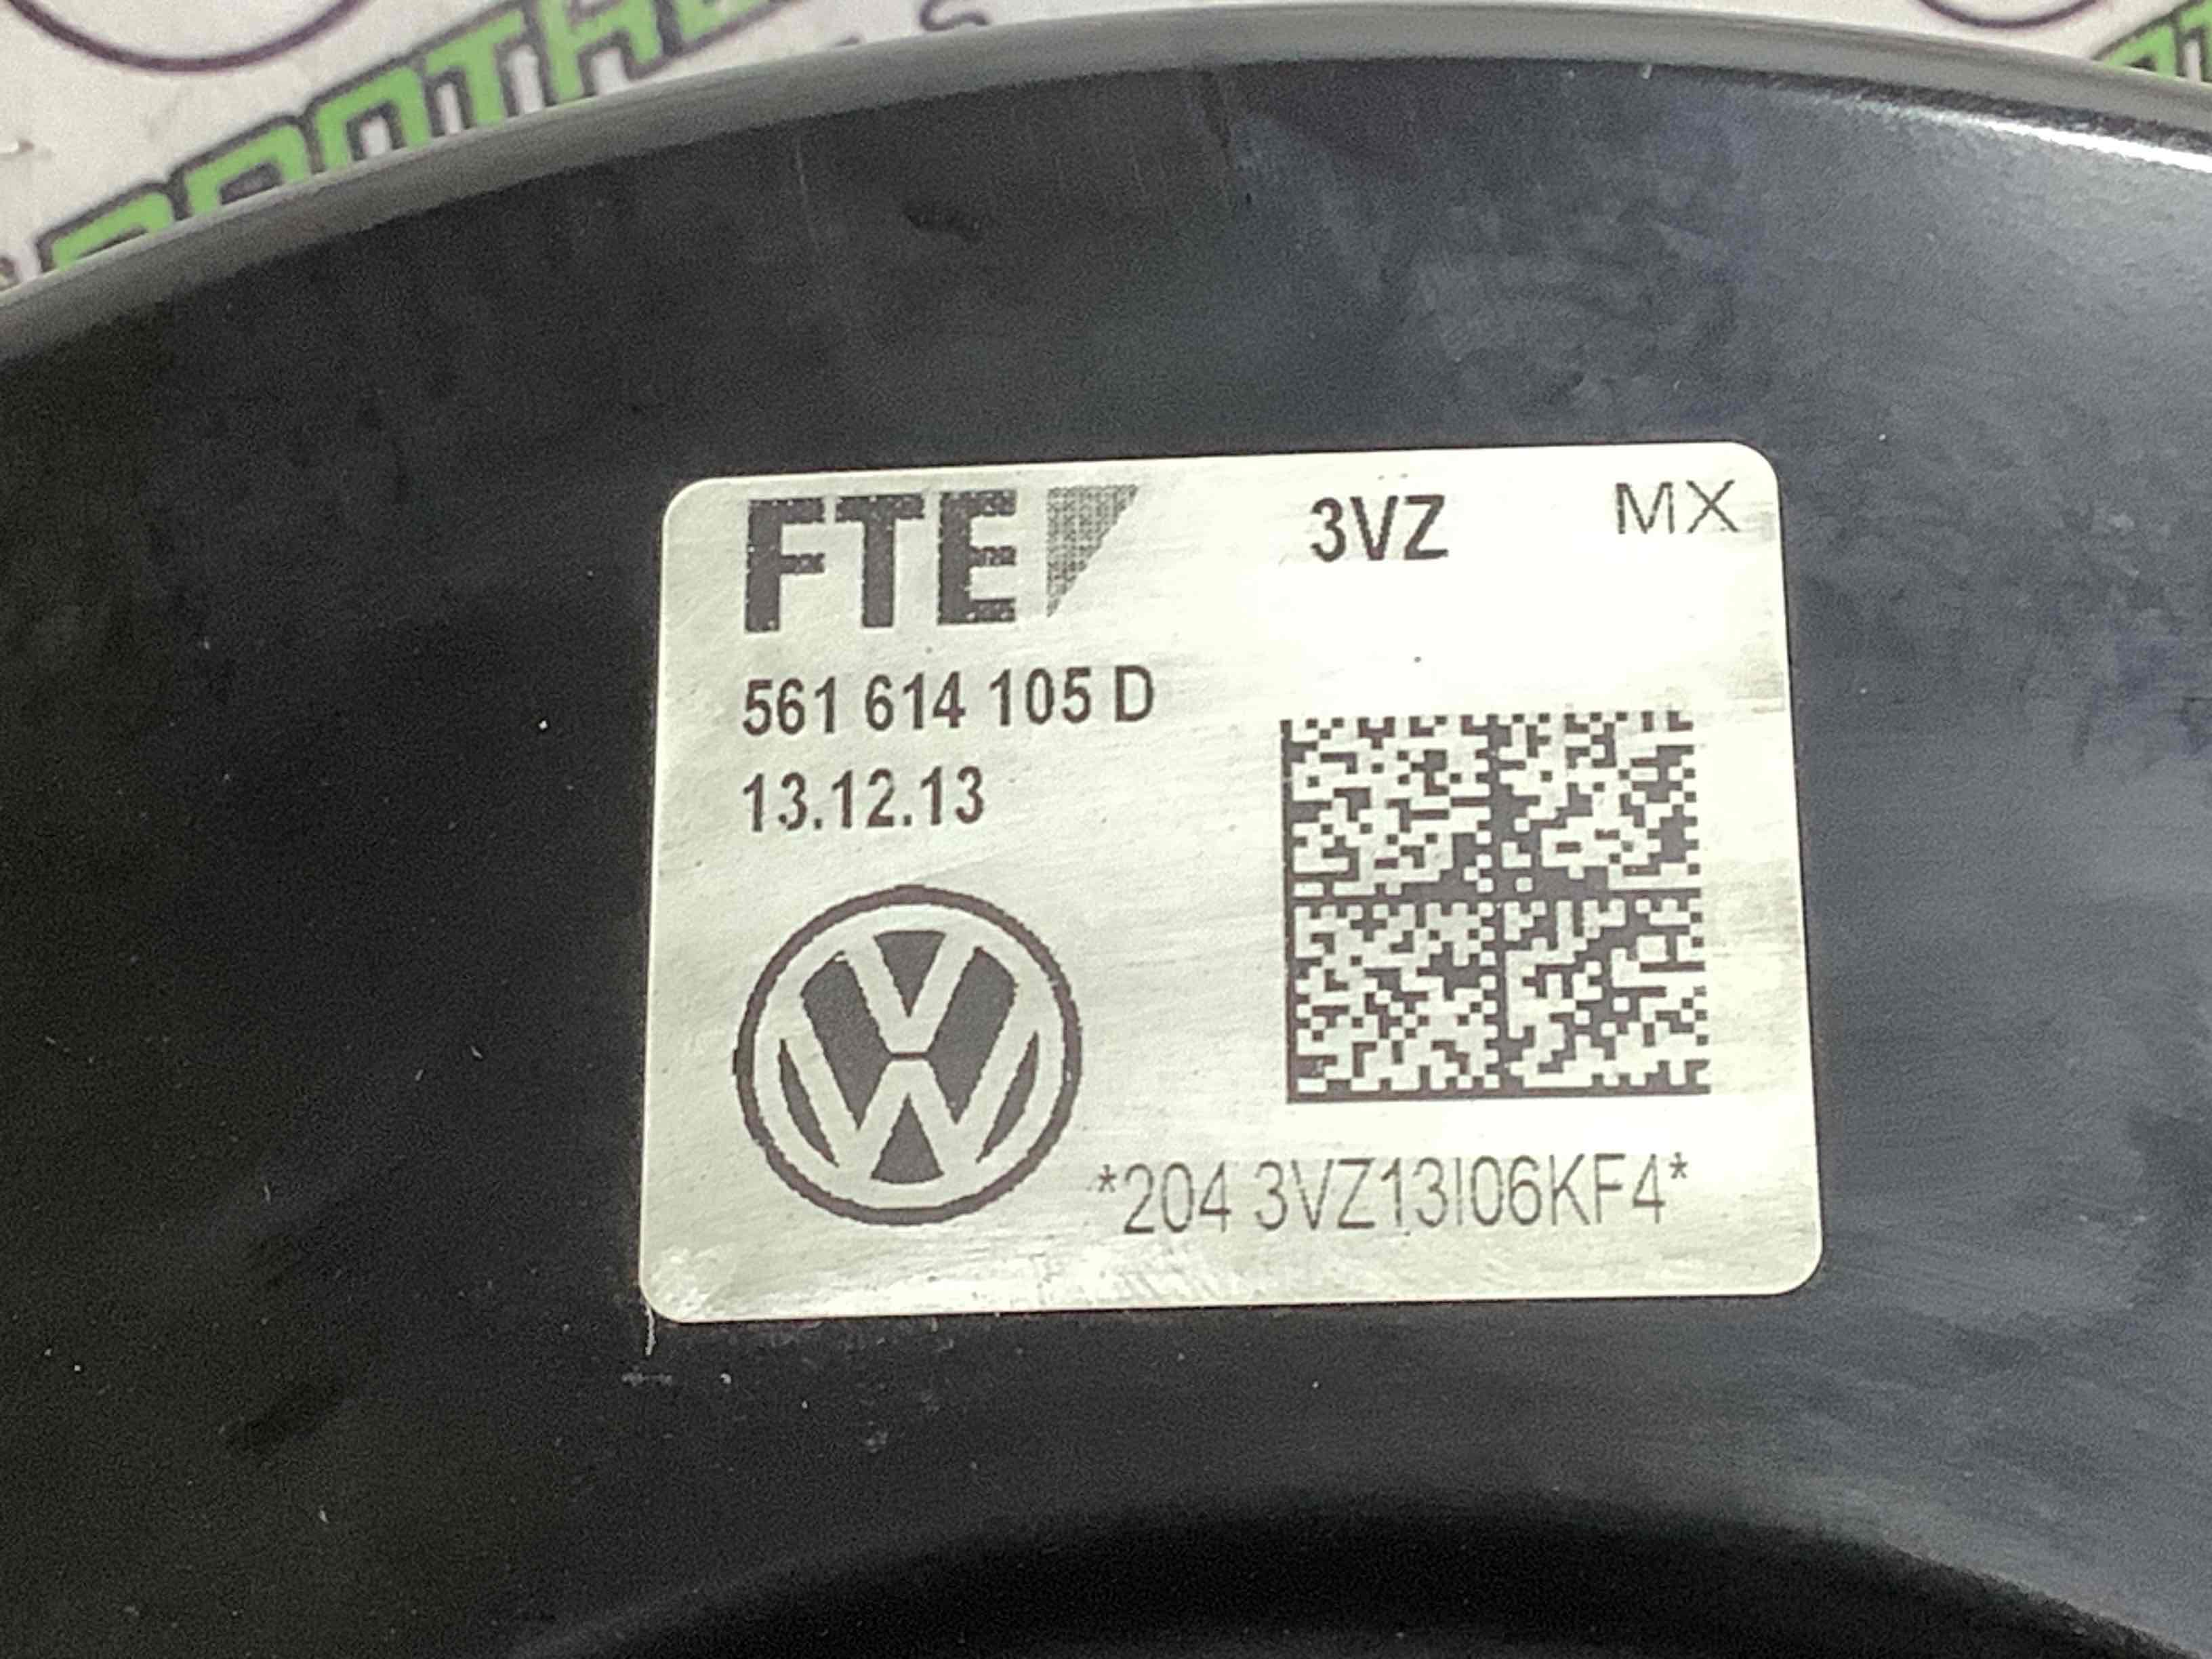 FTE 3VZ MX
561 614 105 D
13.12.13
*204 3VZ13I06KF4*